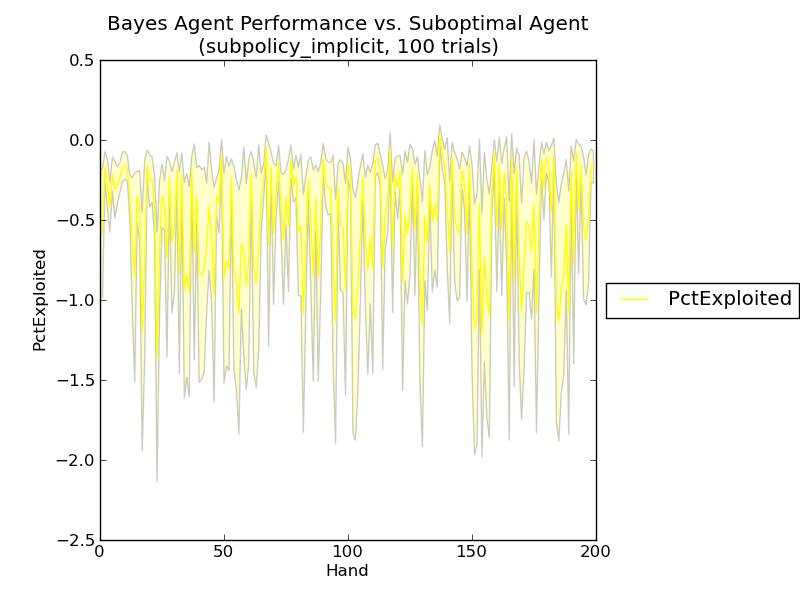 Bayes Agent Performance vs. Suboptimal Agent
(subpolicy_implicit, 100 trials)
0.5
0.0
−0.5
−1.0
−1.5
−2.0
−2.5
PctExploited
0
50
100
150
200
Hand
PctExploited